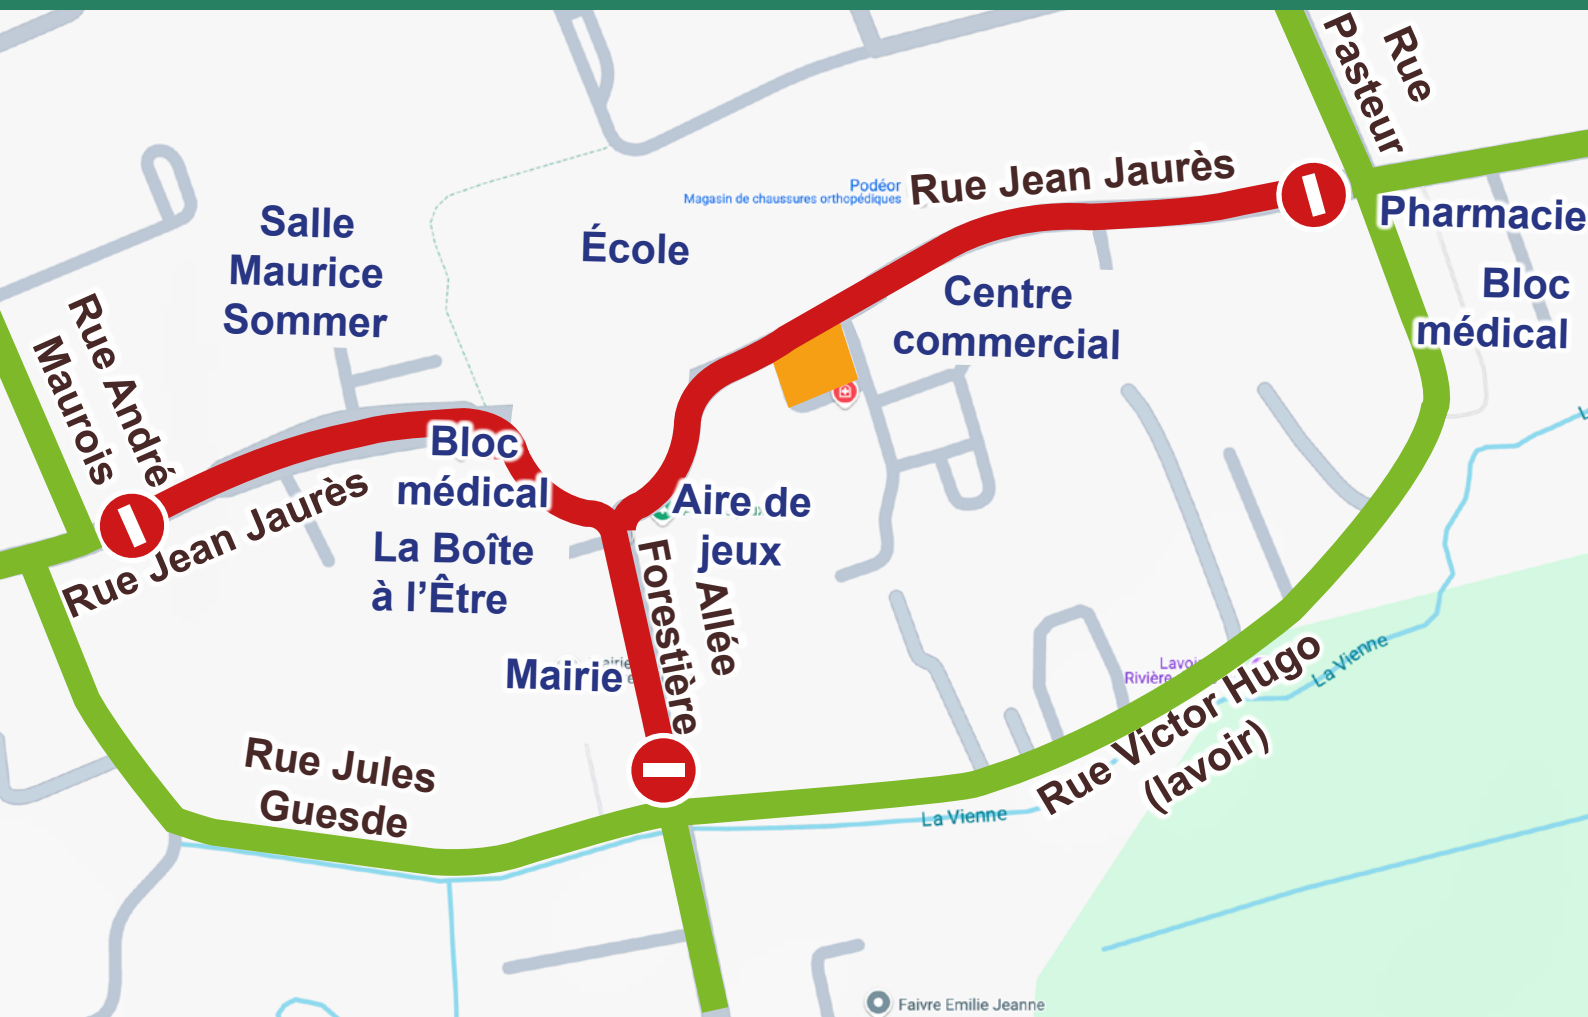 Rue
Pasteur
Podéor
Magasin de chaussures orthopédiques
Rue Jean Jaurès
Pharmacie
Salle
Maurice
Sommer
École
Centre
commercial
Bloc
médical
Rue André
Maurois
Bloc
médical
Rue Jean Jaurès
Aire de
jeux
La Boîte
à l'Être
Allée
Forestière
Mairie
La Vienne
Rue Victor Hugo
(lavoir)
Rue Jules
Guesde
La Vienne
Faivre Emilie Jeanne